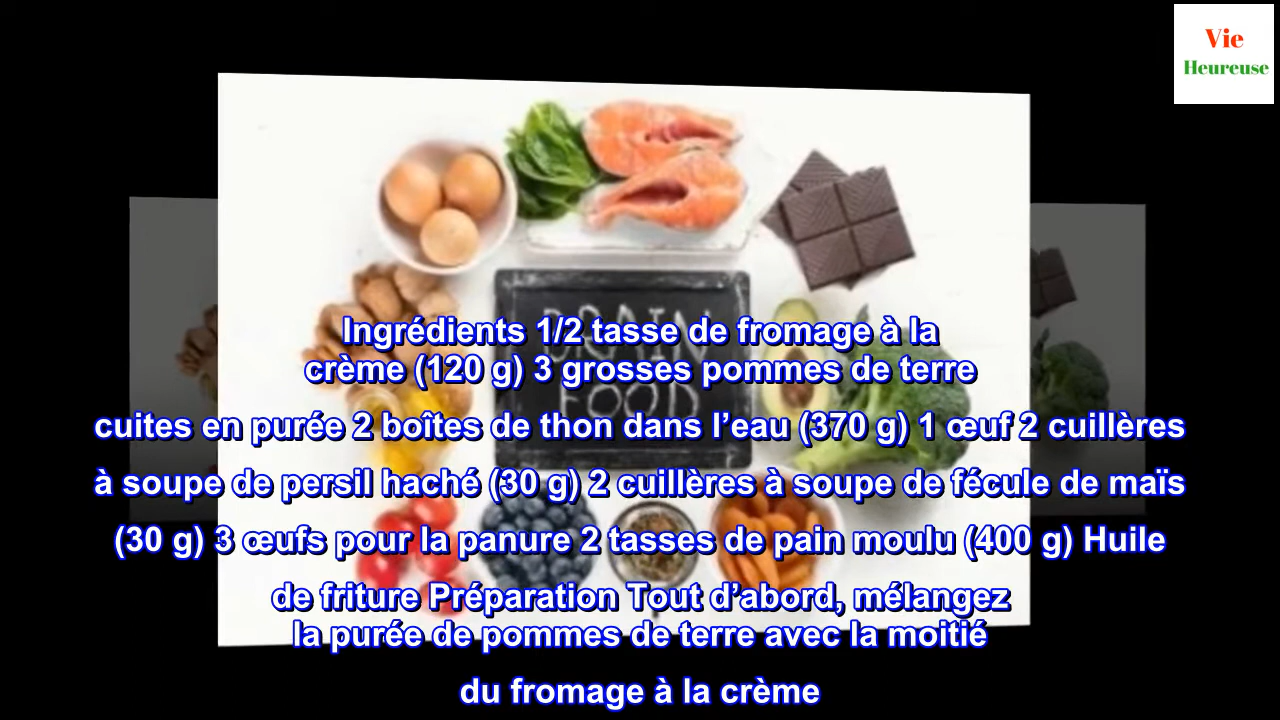 Vie
Heureuse
BRAIN
FOOD
Ingrédients 1/2 tasse de fromage à la
crème (120 g) 3 grosses pommes de terre
cuites en purée 2 boîtes de thon dans l’eau (370 g) 1 œuf 2 cuillères
à soupe de persil haché (30 g) 2 cuillères à soupe de fécule de maïs
(30 g) 3 œufs pour la panure 2 tasses de pain moulu (400 g) Huile
de friture Préparation Tout d’abord, mélangez
la purée de pommes de terre avec la moitié
du fromage à la crème